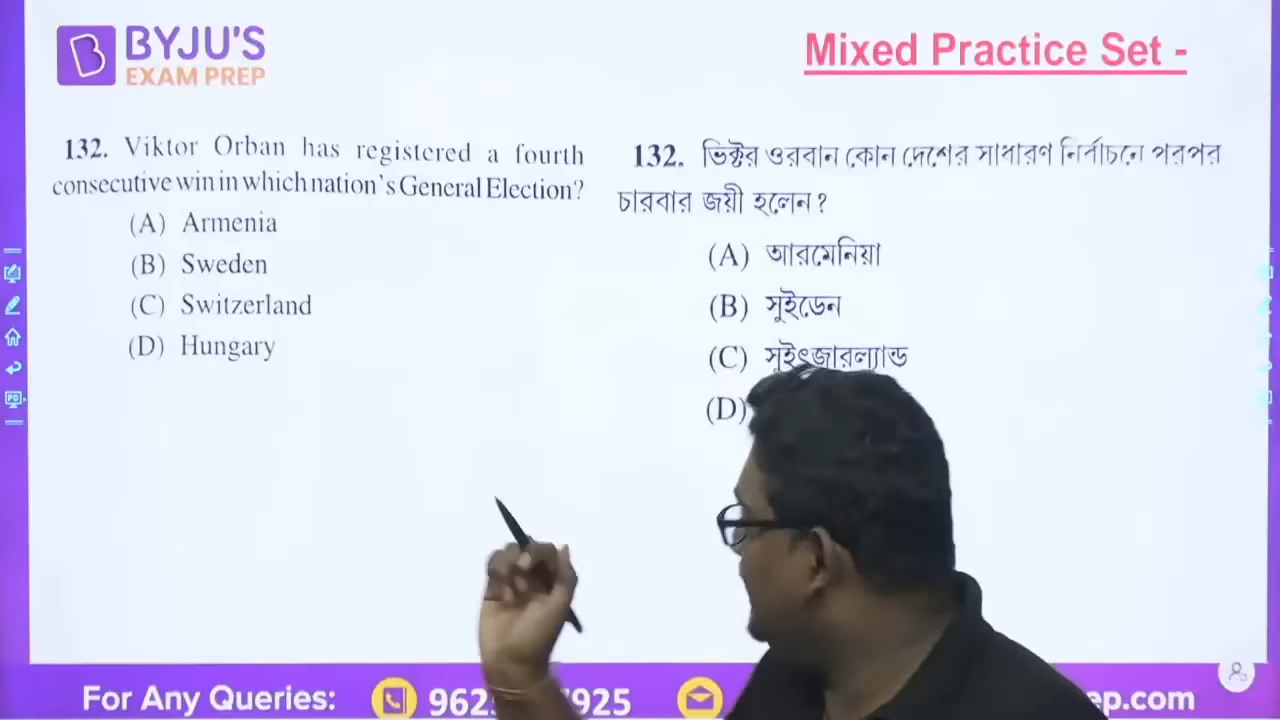 BYJU'S
EXAM PREP
Mixed Practice Set -
132. Viktor Orban has registered a fourth
consecutive win in which nation's General Election?
(A) Armenia
(B) Sweden
(C) Switzerland
(D) Hungary
132. ভিক্টর ওরবান কোন দেশের সাধারণ নির্বাচনে পরপর
চারবার জয়ী হলেন?
(A) আরমেনিয়া
(B) সুইডেন
(C) সুইৎজারল্যান্ড
(D)
For Any Queries: 962 7925 ep.com